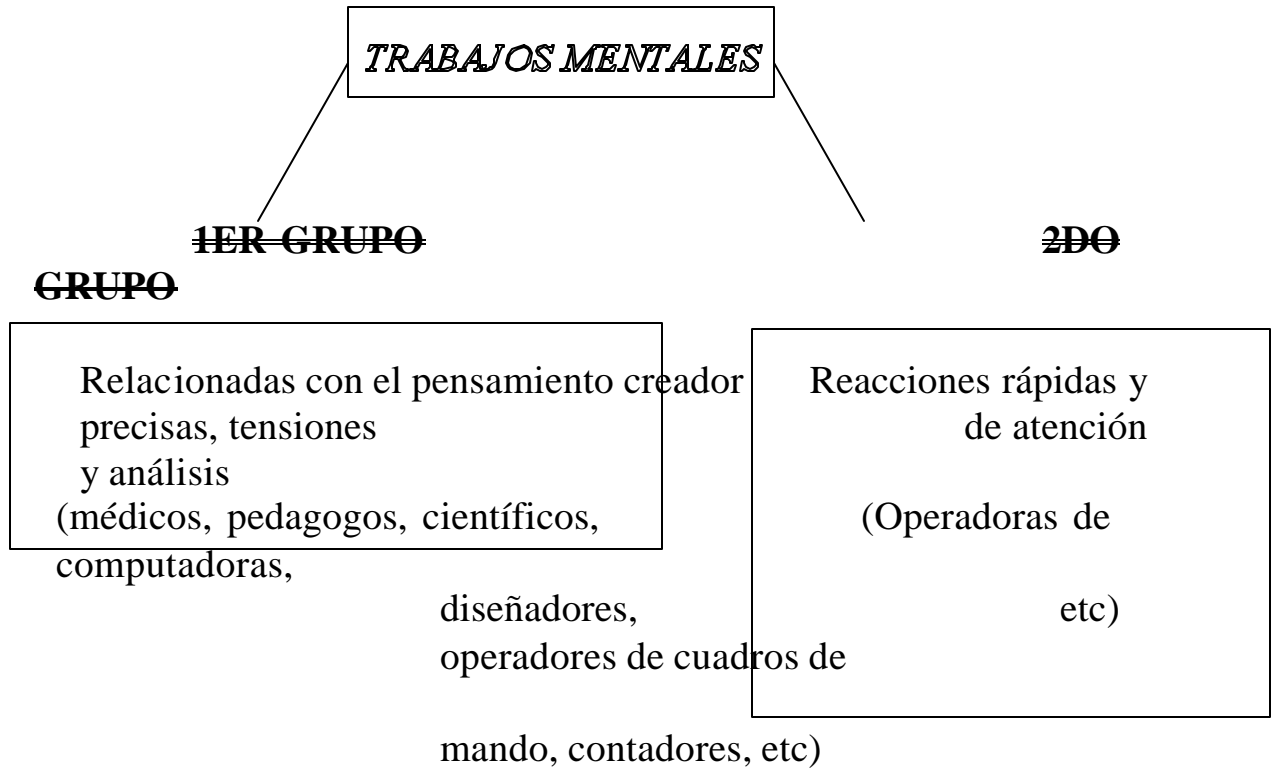 TRABAJOS MENTALES
1ER GRUPO 2DO
GRUPO
Relacionadas con el pensamiento creador Reacciones rápidas y
precisas, tensiones de atención
y análisis
(médicos, pedagogos, científicos, (Operadoras de
computadoras,
diseñadores, etc)
operadores de cuadros de
mando, contadores, etc)